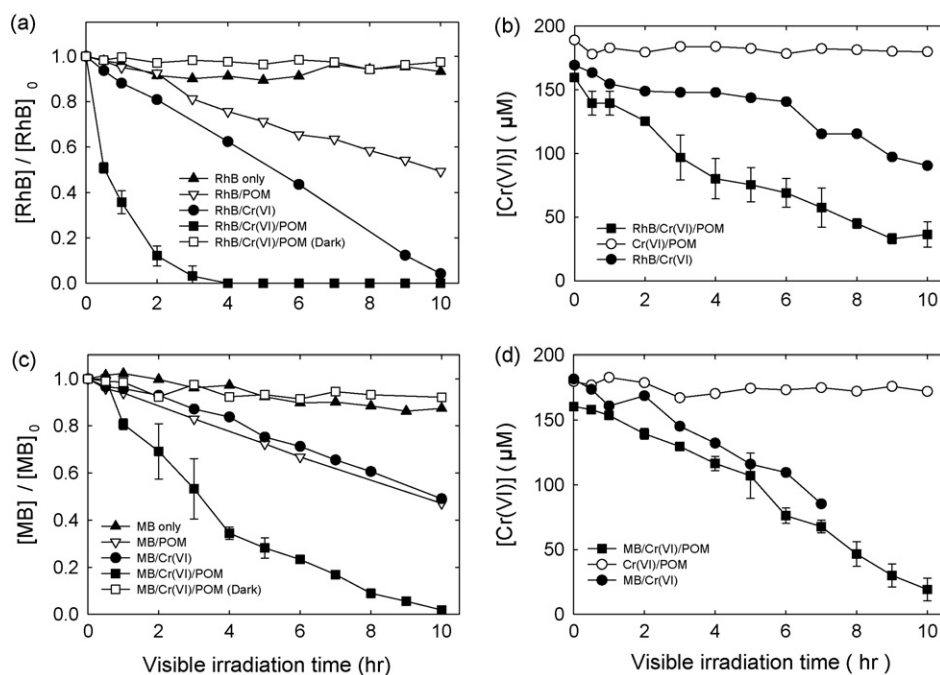 (a)
1.0
0.8
0.6
0.4
0.2
0.0
[RhB] / [RhB]0
RhB only
RhB/POM
RhB/Cr(VI)
RhB/Cr(VI)/POM
RhB/Cr(VI)/POM (Dark)
0 2 4 6 8 10
(b)
200
150
100
50
0
[Cr(VI)] ( µM)
RhB/Cr(VI)/POM
Cr(VI)/POM
RhB/Cr(VI)
0 2 4 6 8 10
(c)
1.0
0.8
0.6
0.4
0.2
0.0
[MB] / [MB]0
MB only
MB/POM
MB/Cr(VI)
MB/Cr(VI)/POM
MB/Cr(VI)/POM (Dark)
0 2 4 6 8 10
Visible irradiation time (hr)
(d)
200
150
100
50
0
[Cr(VI)] ( µM)
MB/Cr(VI)/POM
Cr(VI)/POM
MB/Cr(VI)
0 2 4 6 8 10
Visible irradiation time ( hr )